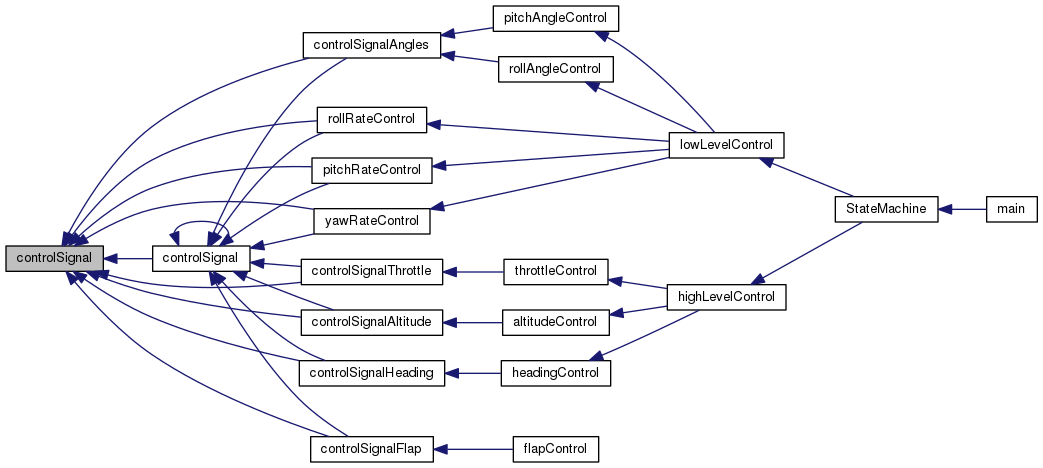 pitchAngleControl
controlSignalAngles
rollAngleControl
rollRateControl
lowLevelControl
pitchRateControl
StateMachine
main
yawRateControl
controlSignal
controlSignal
controlSignalThrottle
throttleControl
highLevelControl
controlSignalAltitude
altitudeControl
controlSignalHeading
headingControl
controlSignalFlap
flapControl